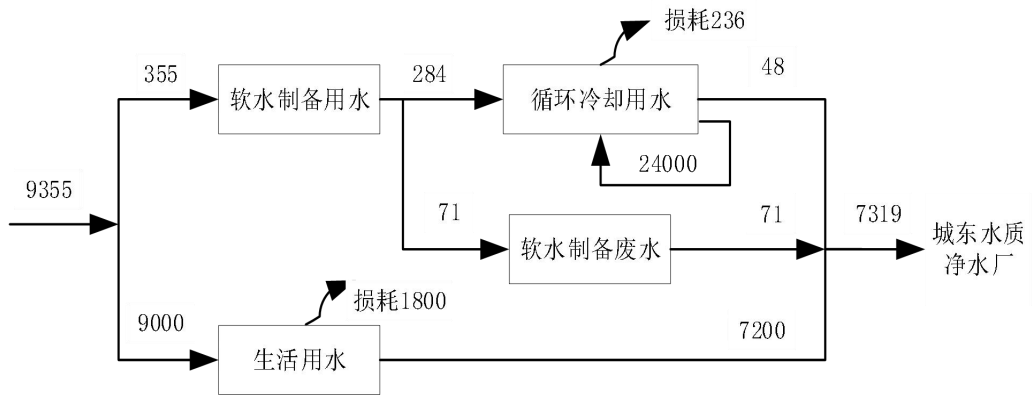 损耗236
355
软水制备用水
284
循环冷却用水
48
24000
9355
71
软水制备废水
71
7319
城东水质
净水厂
损耗1800
9000
生活用水
7200